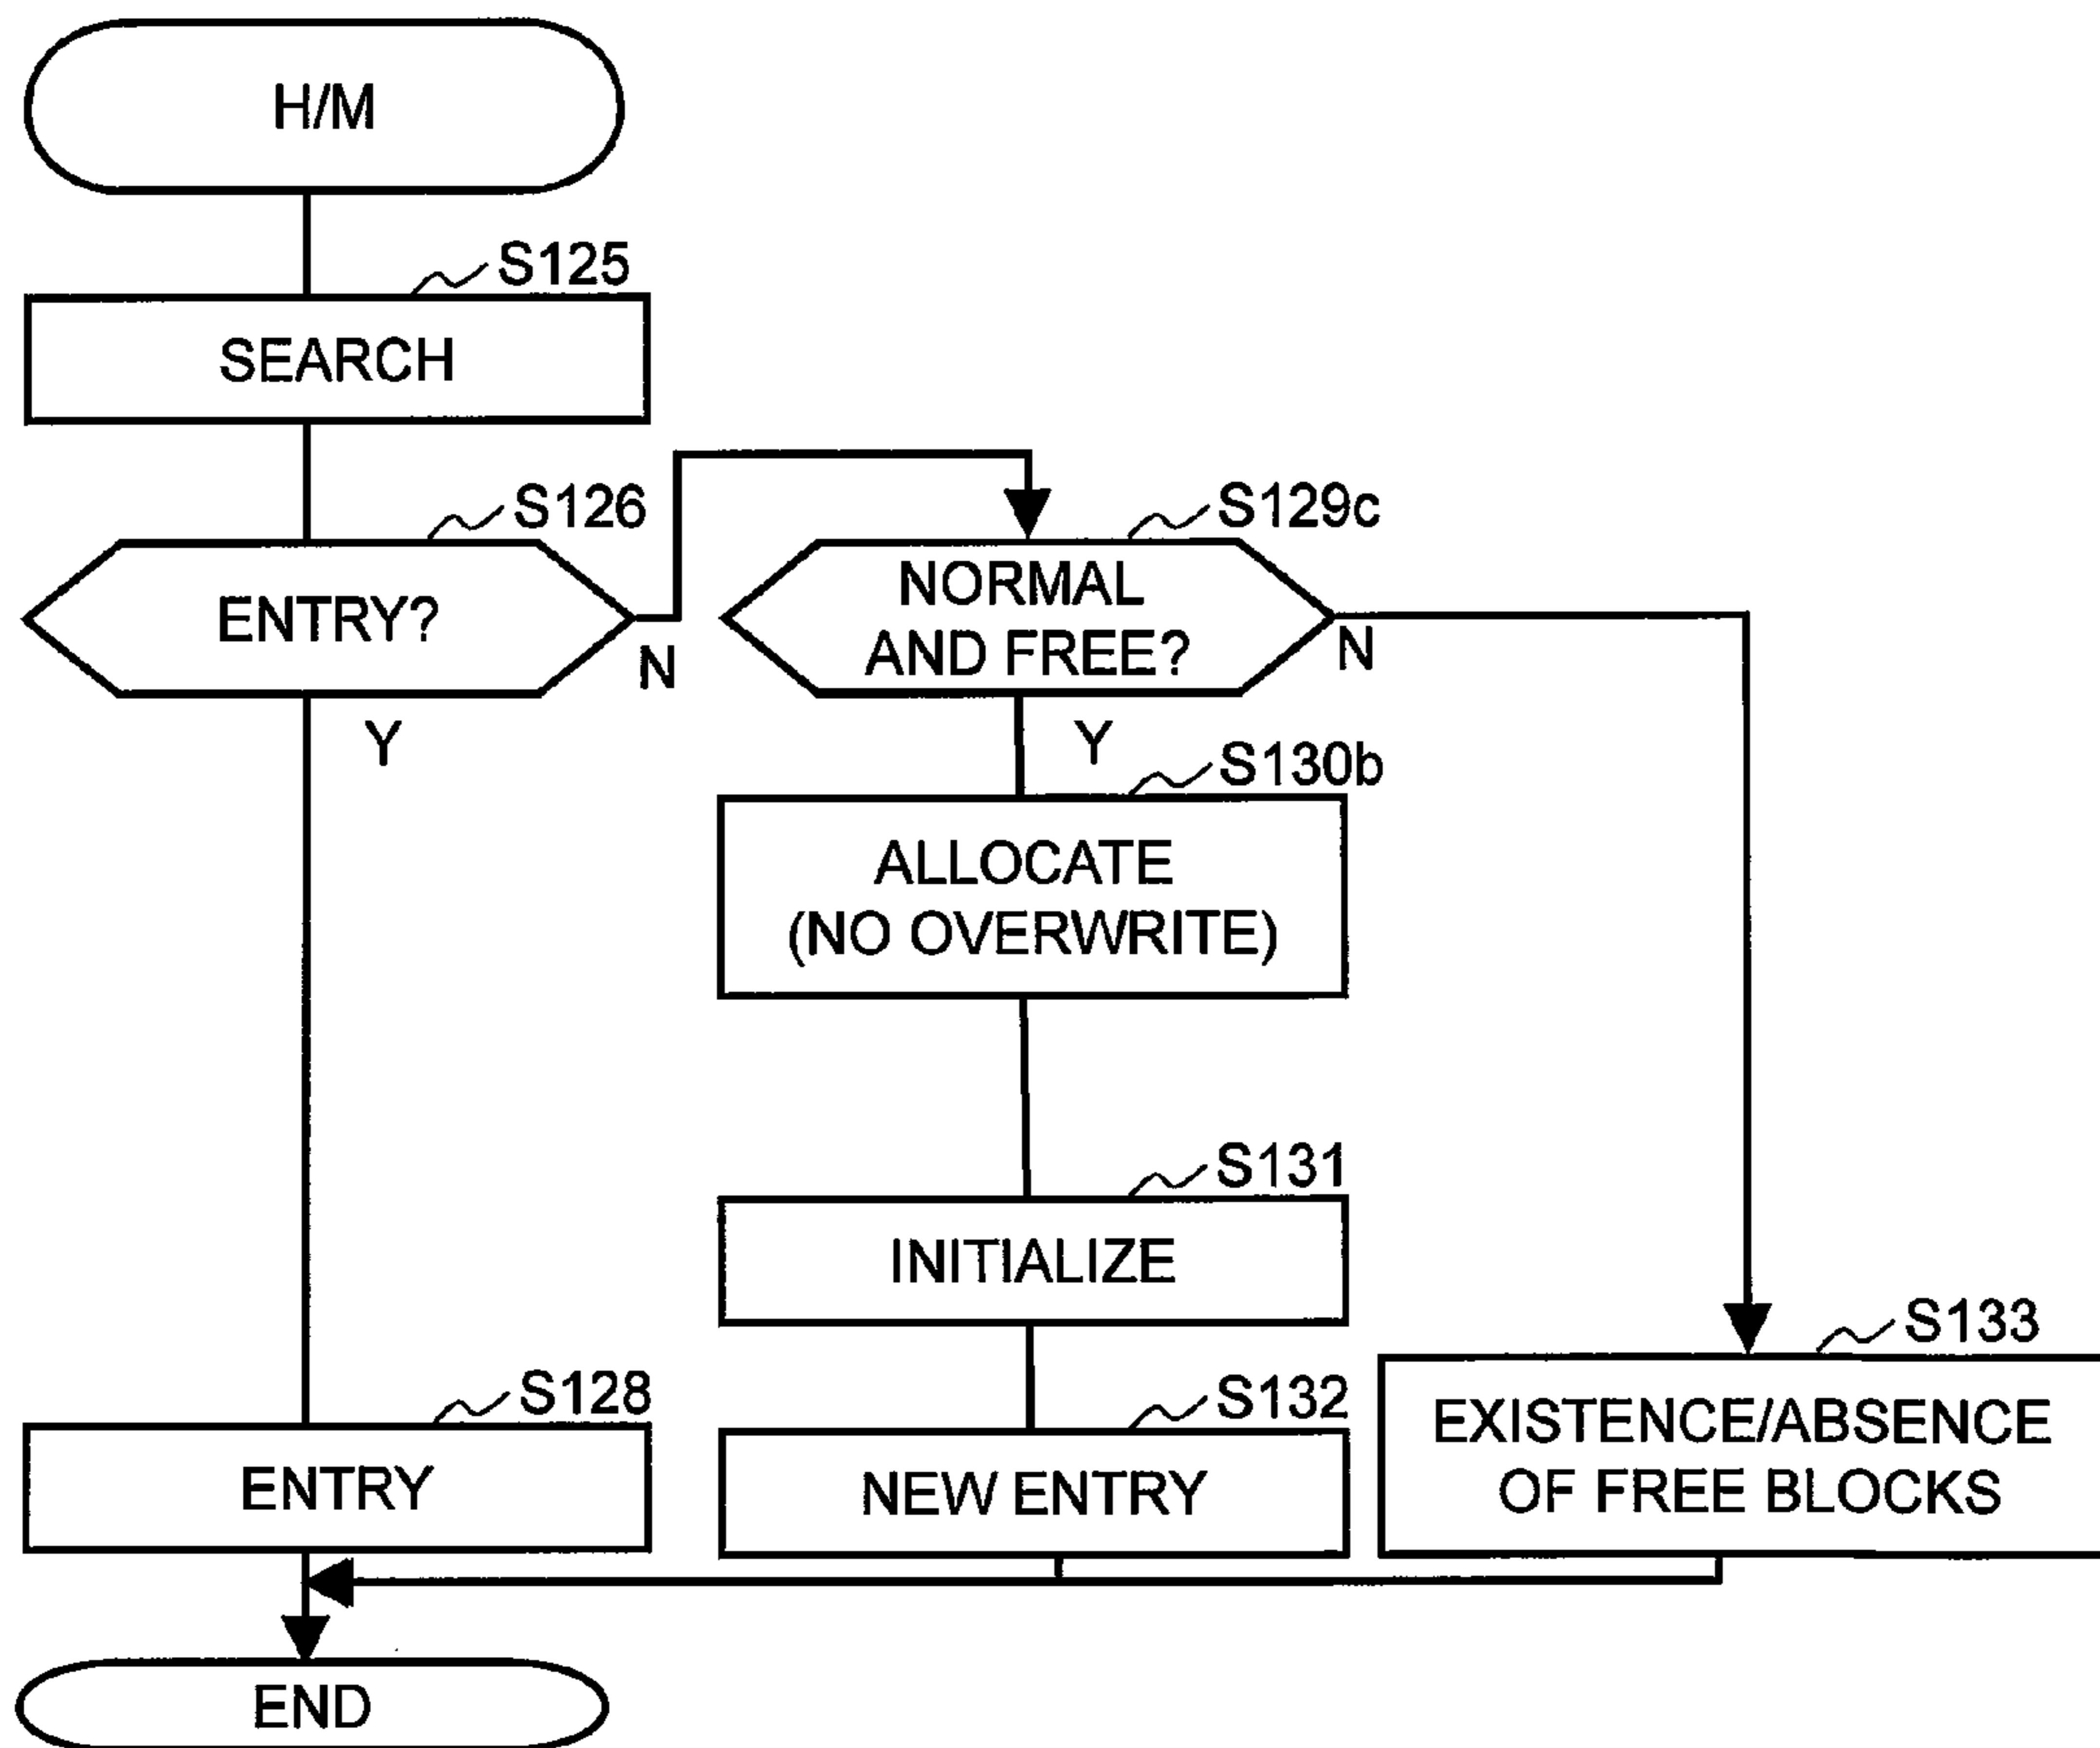 H/M
S125
SEARCH
S126
ENTRY?
N
Y
S129c
NORMAL
AND FREE?
N
Y
S130b
ALLOCATE
(NO OVERWRITE)
S131
INITIALIZE
S128
ENTRY
S132
NEW ENTRY
S133
EXISTENCE/ABSENCE
OF FREE BLOCKS
END